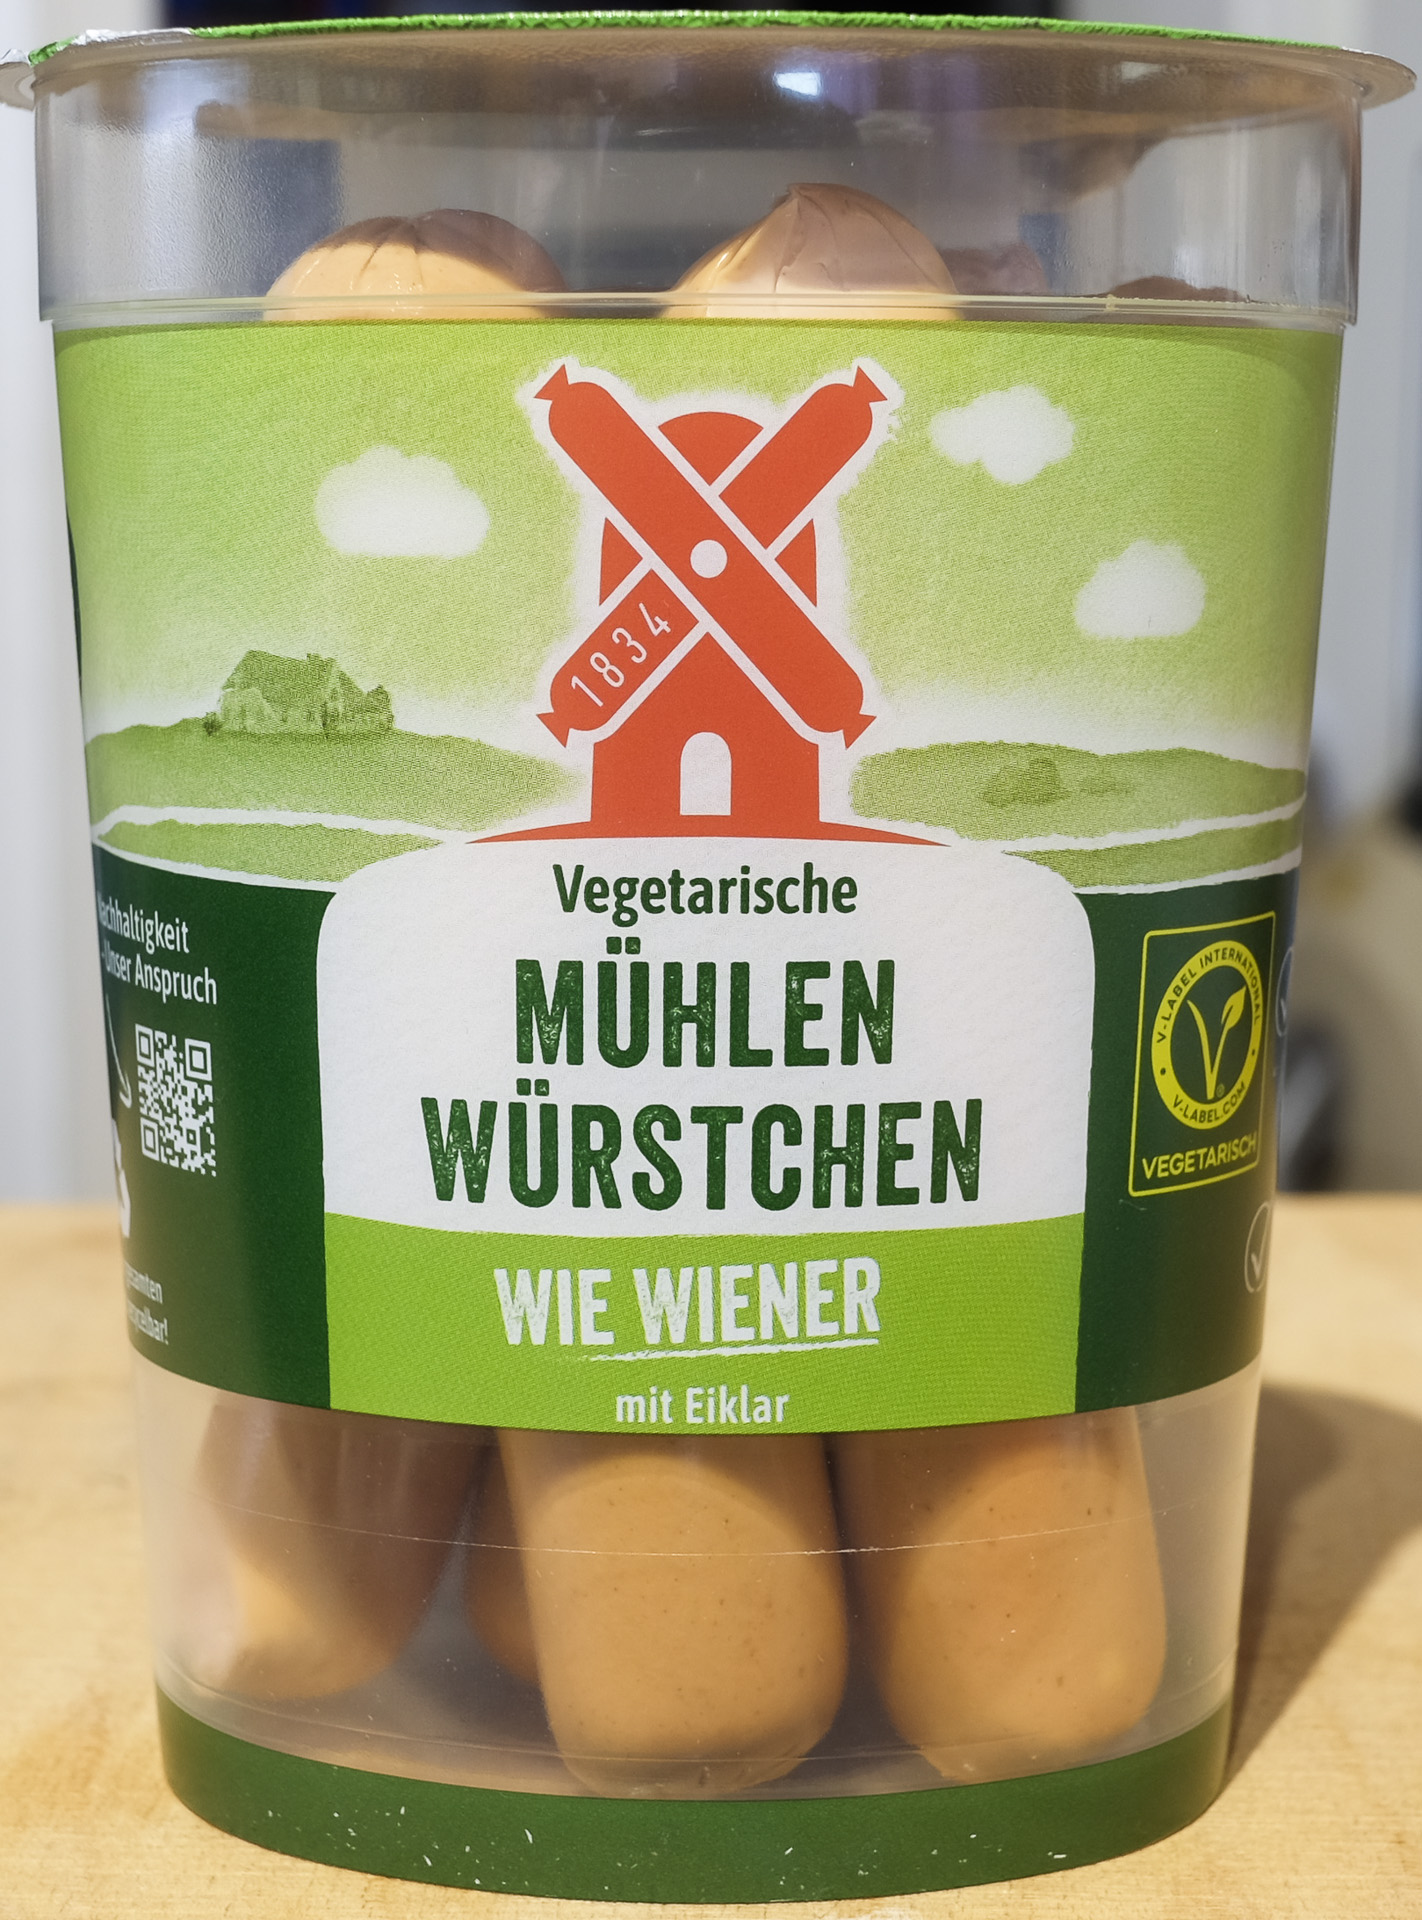 1834
Vegetarische
MÜHLEN
WÜRSTCHEN
WIE WIENER
mit Eiklar
Nachhaltigkeit
- Unser Anspruch
V-LABEL INTERNATIONAL
V-LABEL.COM
VEGETARISCH